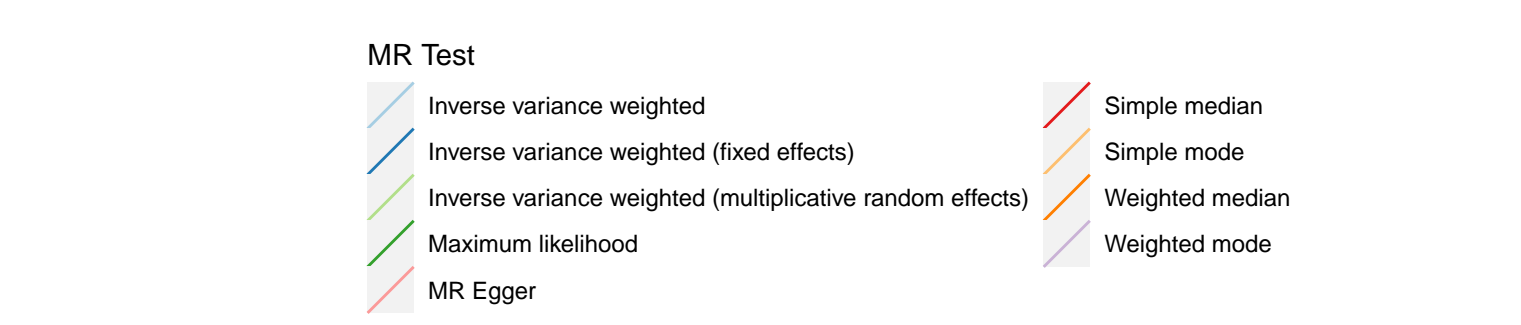 MR Test
Inverse variance weighted
Inverse variance weighted (fixed effects)
Inverse variance weighted (multiplicative random effects)
Maximum likelihood
MR Egger
Simple median
Simple mode
Weighted median
Weighted mode